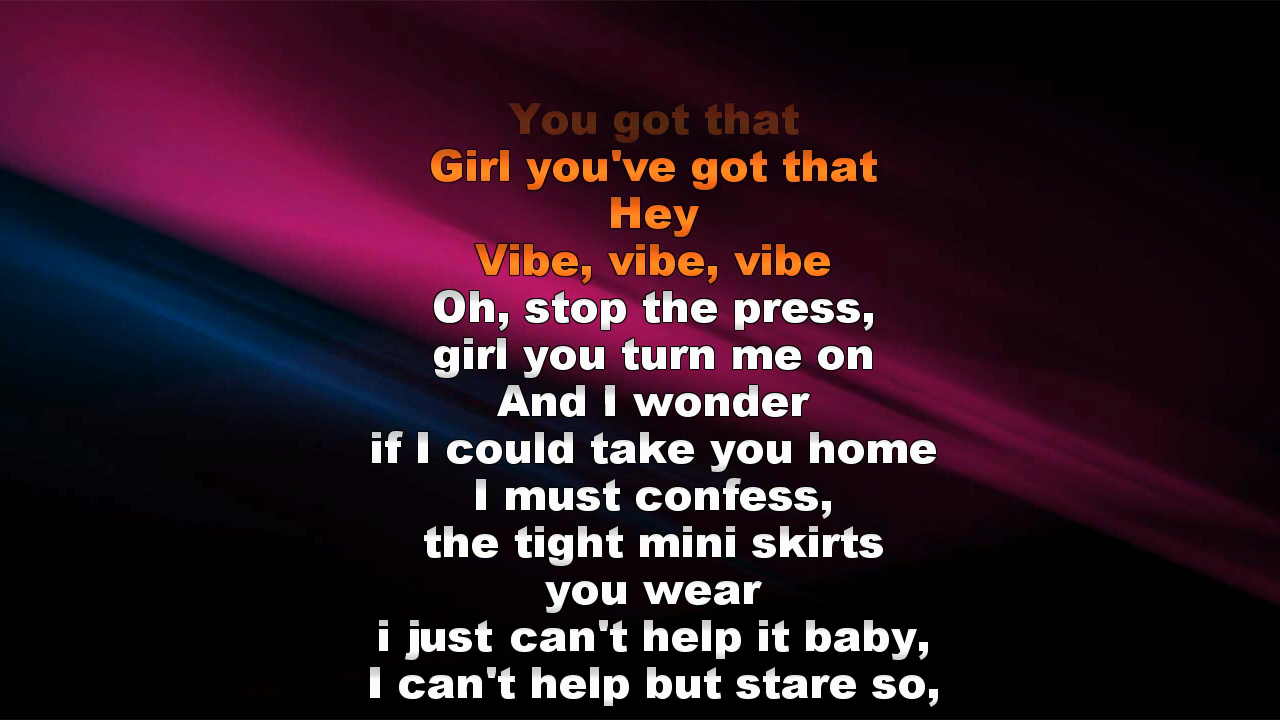 You got that
Girl you've got that
Hey
Vibe, vibe, vibe
Oh, stop the press,
girl you turn me on
And I wonder
if I could take you home
I must confess,
the tight mini skirts
you wear
i just can't help it baby,
I can't help but stare so,